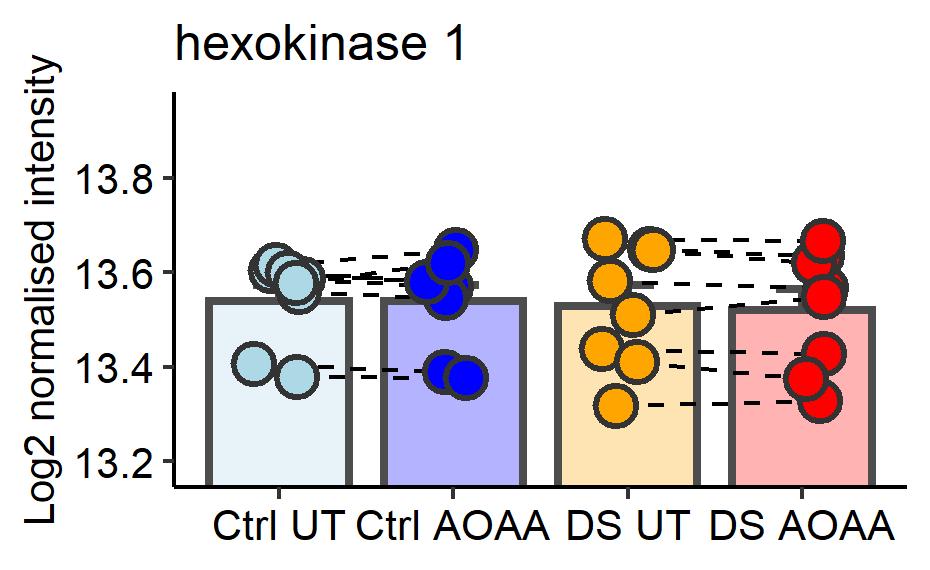 hexokinase 1
Log2 normalised intensity
13.8
13.6
13.4
13.2
Ctrl UT Ctrl AOAA DS UT DS AOAA